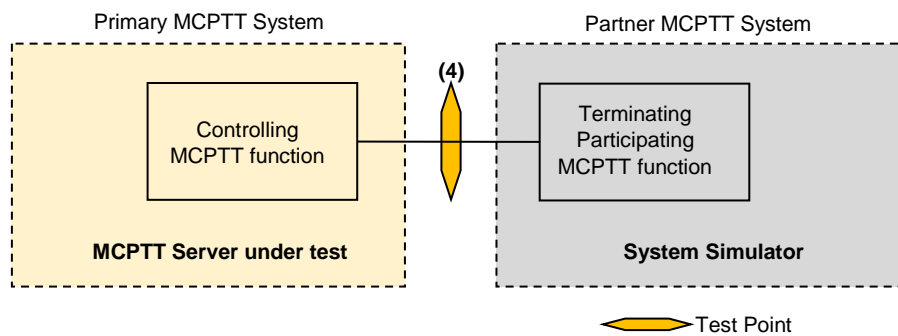 Primary MCPTT System
Partner MCPTT System
(4)
Controlling
MCPTT function
Terminating
Participating
MCPTT function
MCPTT Server under test
System Simulator
Test Point